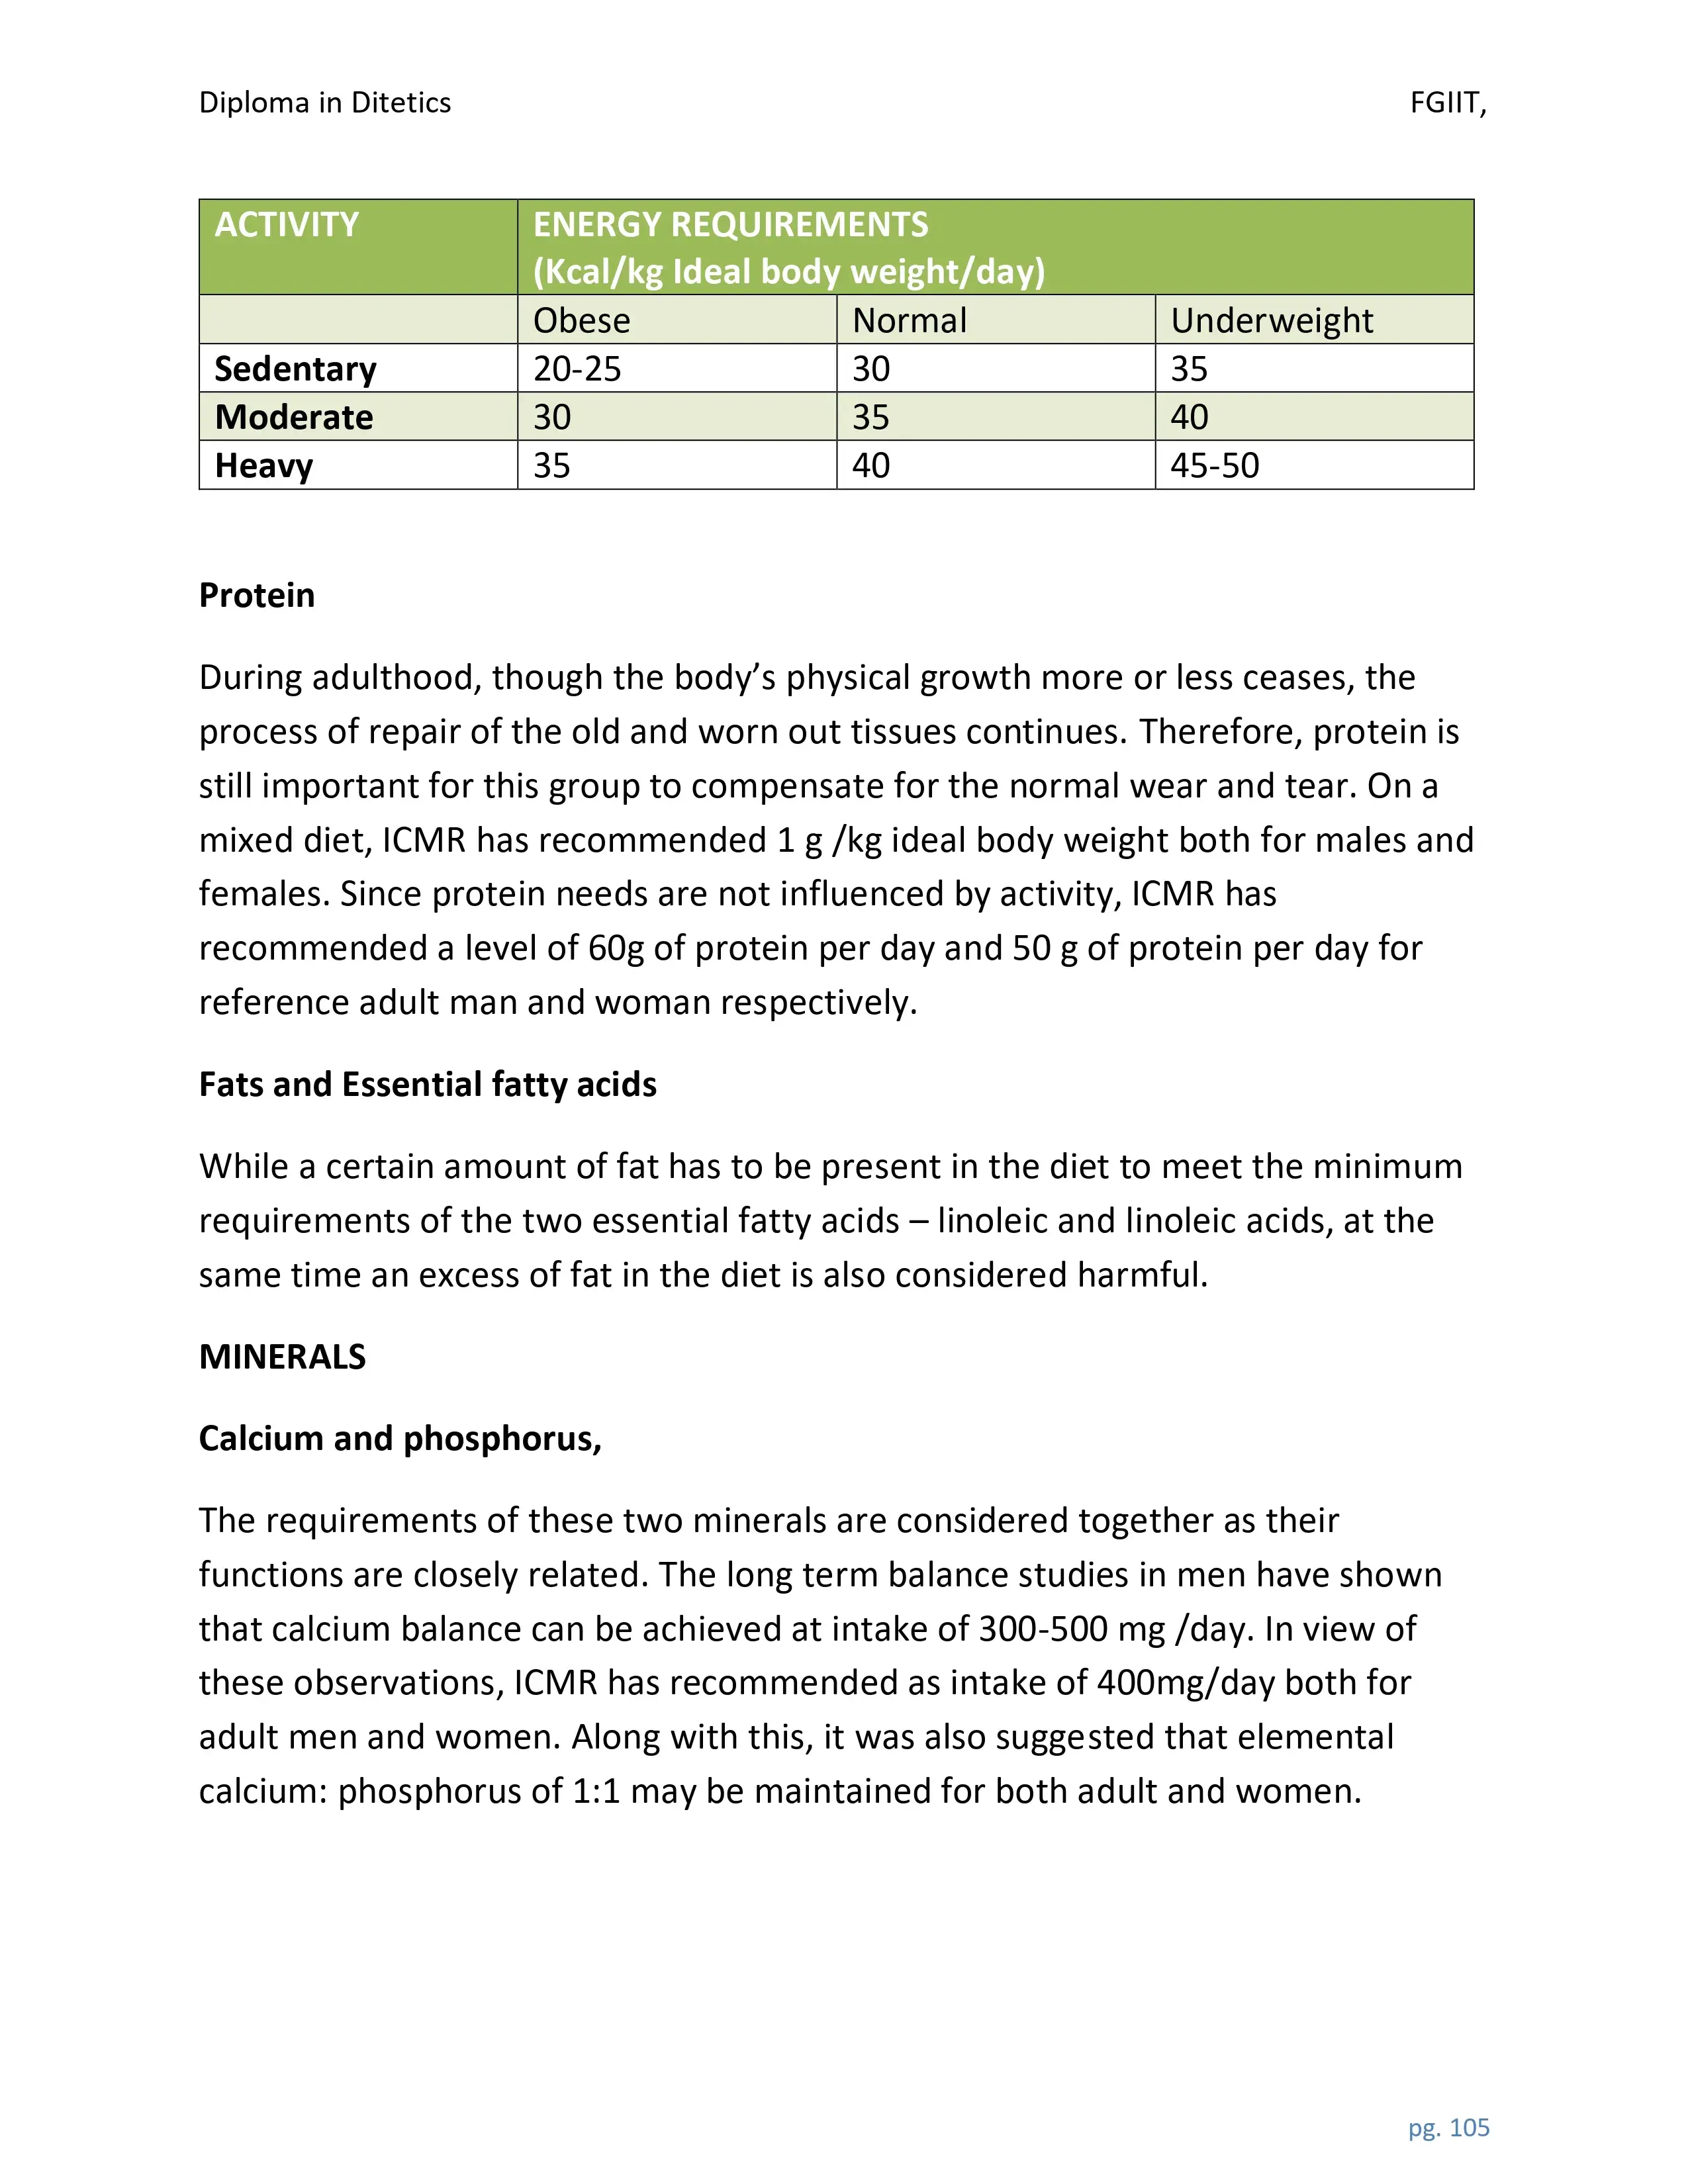 Diploma in Ditetics FGIIT,
ACTIVITY ENERGY REQUIREMENTS
(Kcal/kg Ideal body weight/day)
Obese Normal Underweight
Sedentary 20-25 30 35
Moderate 30 35 40
Heavy 35 40 45-50
Protein
During adulthood, though the body’s physical growth more or less ceases, the
process of repair of the old and worn out tissues continues. Therefore, protein is
still important for this group to compensate for the normal wear and tear. On a
mixed diet, ICMR has recommended 1 g /kg ideal body weight both for males and
females. Since protein needs are not influenced by activity, ICMR has
recommended a level of 60g of protein per day and 50 g of protein per day for
reference adult man and woman respectively.
Fats and Essential fatty acids
While a certain amount of fat has to be present in the diet to meet the minimum
requirements of the two essential fatty acids – linoleic and linoleic acids, at the
same time an excess of fat in the diet is also considered harmful.
MINERALS
Calcium and phosphorus,
The requirements of these two minerals are considered together as their
functions are closely related. The long term balance studies in men have shown
that calcium balance can be achieved at intake of 300-500 mg /day. In view of
these observations, ICMR has recommended as intake of 400mg/day both for
adult men and women. Along with this, it was also suggested that elemental
calcium: phosphorus of 1:1 may be maintained for both adult and women.
pg. 105